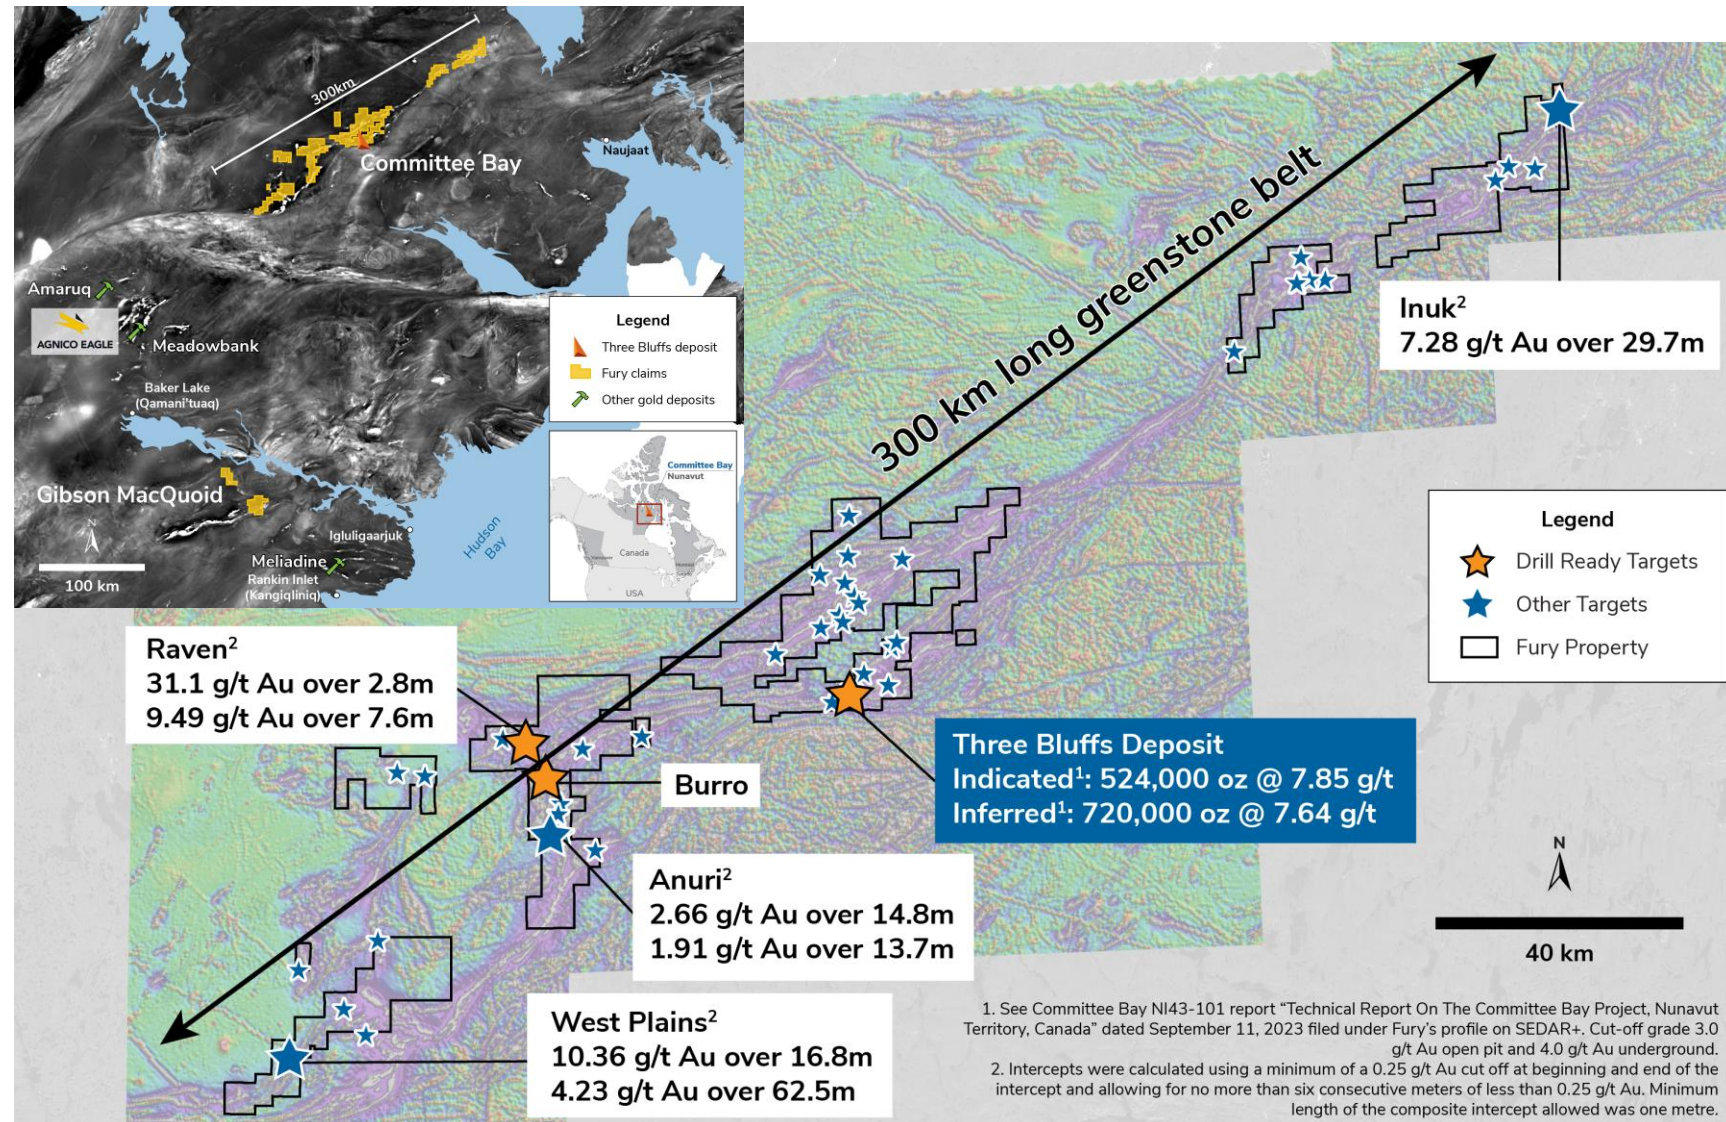 300km
Committee Bay
Naujaat
Amaruq
AGNICO EAGLE
Meadowbank
Baker Lake
(Qamani'tuaq)
Gibson MacQuoid
N
100 km
Igluligaarjuk
Meliadine
Rankin Inlet
(Kangiqliniq)
Hudson
Bay
Legend
Three Bluffs deposit
Fury claims
Other gold deposits
Committee Bay
Nunavut
Canada
USA
300 km long greenstone belt
Inuk²
7.28 g/t Au over 29.7m
Legend
Drill Ready Targets
Other Targets
Fury Property
Raven²
31.1 g/t Au over 2.8m
9.49 g/t Au over 7.6m
Burro
Three Bluffs Deposit
Indicated¹: 524,000 oz @ 7.85 g/t
Inferred¹: 720,000 oz @ 7.64 g/t
Anuri²
2.66 g/t Au over 14.8m
1.91 g/t Au over 13.7m
West Plains²
10.36 g/t Au over 16.8m
4.23 g/t Au over 62.5m
N
40 km
1. See Committee Bay NI43-101 report “Technical Report On The Committee Bay Project, Nunavut
Territory, Canada” dated September 11, 2023 filed under Fury’s profile on SEDAR+. Cut-off grade 3.0
g/t Au open pit and 4.0 g/t Au underground.
2. Intercepts were calculated using a minimum of a 0.25 g/t Au cut off at beginning and end of the
intercept and allowing for no more than six consecutive meters of less than 0.25 g/t Au. Minimum
length of the composite intercept allowed was one metre.